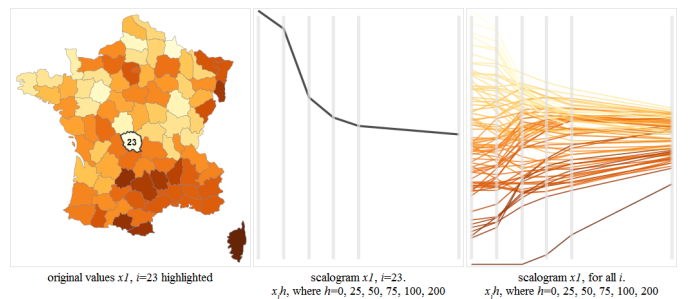 23
original values x1, i=23 highlighted
scalogram x1, i=23.
xᵢh, where h=0, 25, 50, 75, 100, 200
scalogram x1, for all i.
xᵢh, where h=0, 25, 50, 75, 100, 200